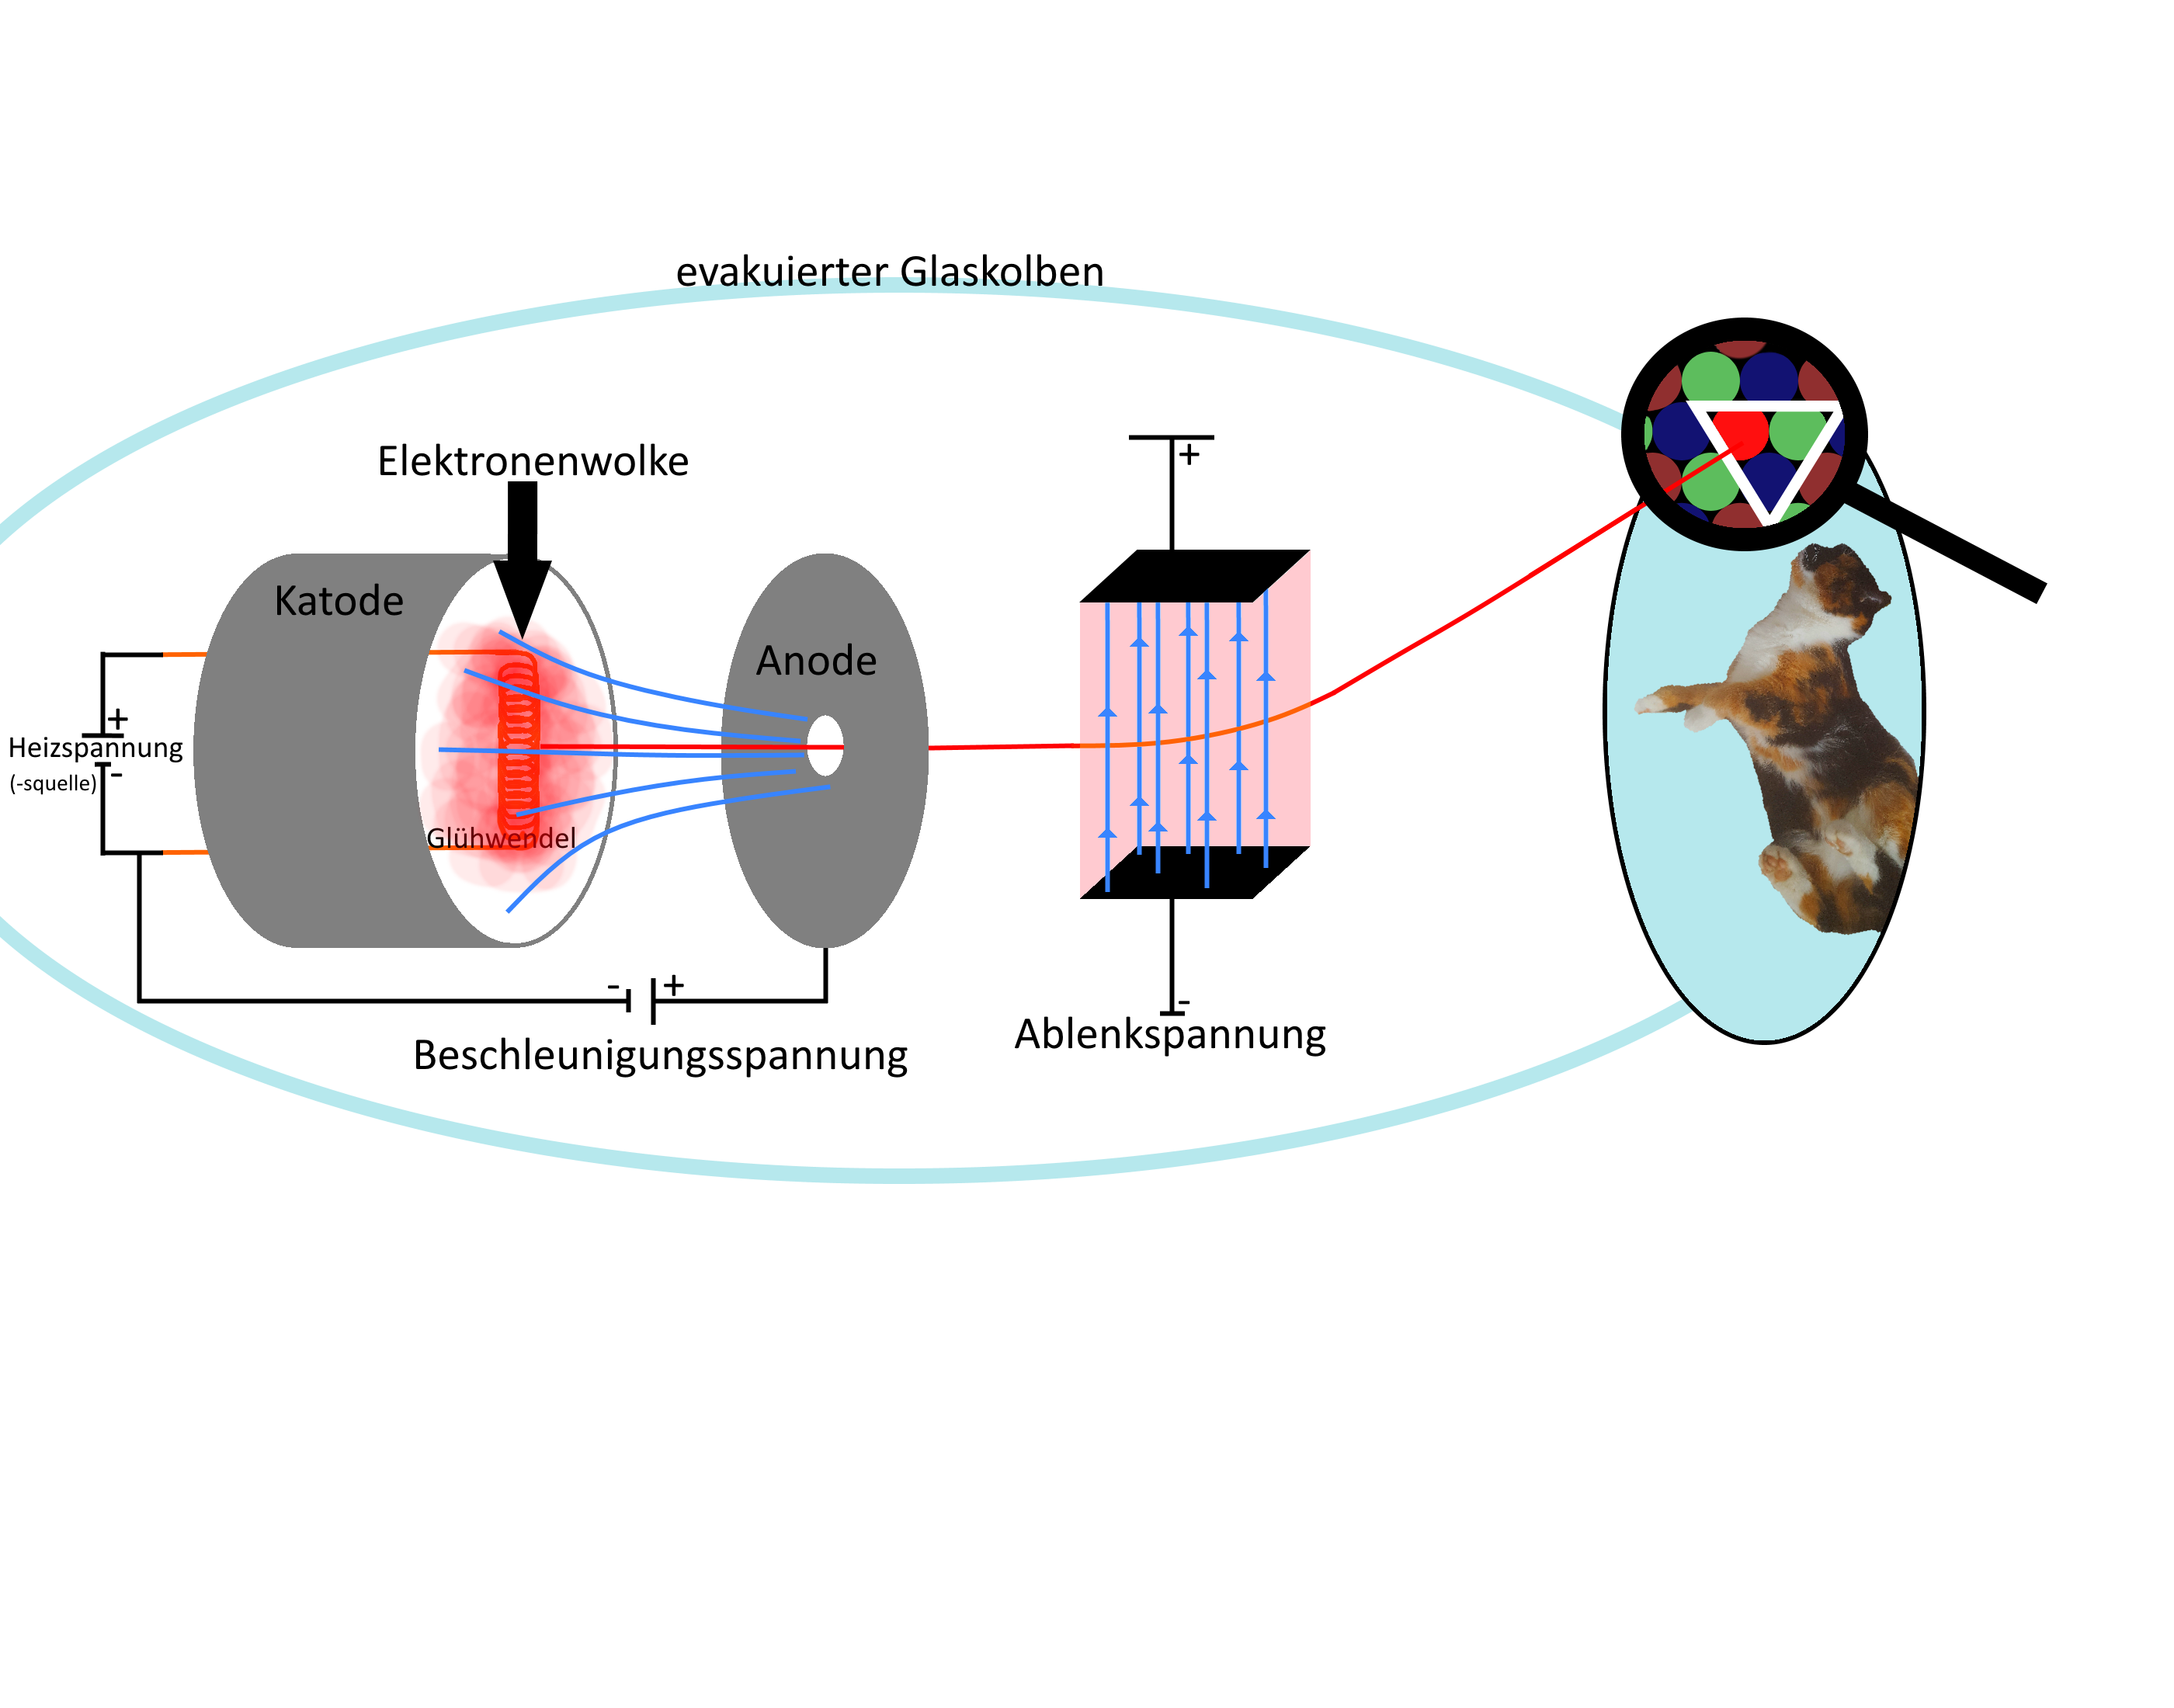 evakuierter Glaskolben
Elektronenwolke
+
Katode
Anode
+
Heizspannung
-
(-squelle)
Glühwendel
- +
-
Ablenkspannung
Beschleunigungsspannung